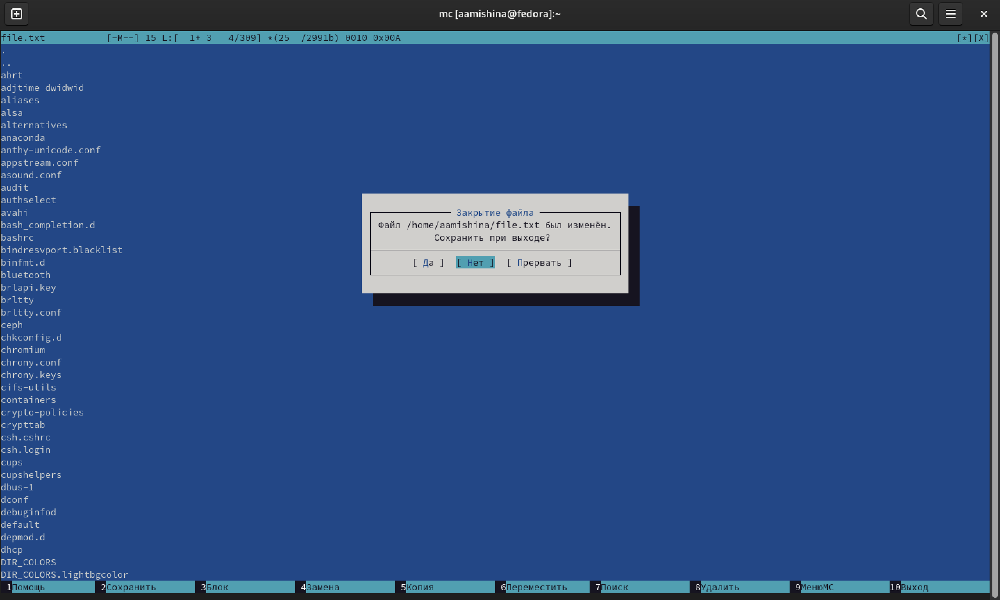 mc [aamishina@fedora]:~
file.txt [-M--] 15 L:[ 1+ 3 4/309] *(25 /2991b) 0010 0x00A [*][X]
.
..
abrt
adjtime dwidwid
aliases
alsa
alternatives
anaconda
anthy-unicode.conf
appstream.conf
asound.conf
audit
authselect
avahi
bash_completion.d
bashrc
bindresvport.blacklist
binfmt.d
bluetooth
brlapi.key
brltty
brltty.conf
ceph
chkconfig.d
chromium
chrony.conf
chrony.keys
cifs-utils
containers
crypto-policies
crypttab
csh.cshrc
csh.login
cups
cupshelpers
dbus-1
dconf
debuginfod
default
depmod.d
dhcp
DIR_COLORS
DIR_COLORS.lightbgcolor
Закрытие файла
Файл /home/aamishina/file.txt был изменён.
Сохранить при выходе?
[ Да ] [ Нет ] [ Прервать ]
1Помощь 2Сохранить 3Блок 4Замена 5Копия 6Переместить 7Поиск 8Удалить 9МенюМС 10Выход